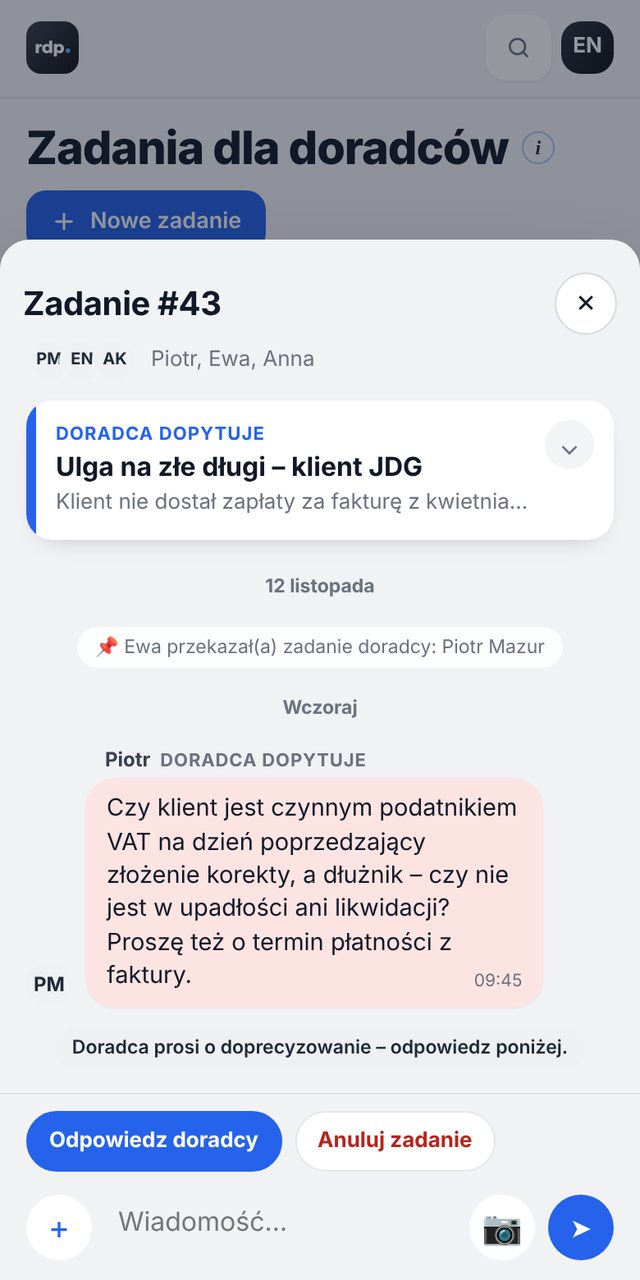 rdp.
EN
Zadania dla doradców i
+ Nowe zadanie
Zadanie #43
PM EN AK Piotr, Ewa, Anna
DORADCA DOPYTUJE
Ulga na złe długi – klient JDG
Klient nie dostał zapłaty za fakturę z kwietnia...
12 listopada
📌 Ewa przekazał(a) zadanie doradcy: Piotr Mazur
Wczoraj
Piotr DORADCA DOPYTUJE
Czy klient jest czynnym podatnikiem
VAT na dzień poprzedzający
złożenie korekty, a dłużnik – czy nie
jest w upadłości ani likwidacji?
Proszę też o termin płatności z
faktury.
09:45
PM
Doradca prosi o doprecyzowanie – odpowiedz poniżej.
Odpowiedz doradcy
Anuluj zadanie
+ Wiadomość...